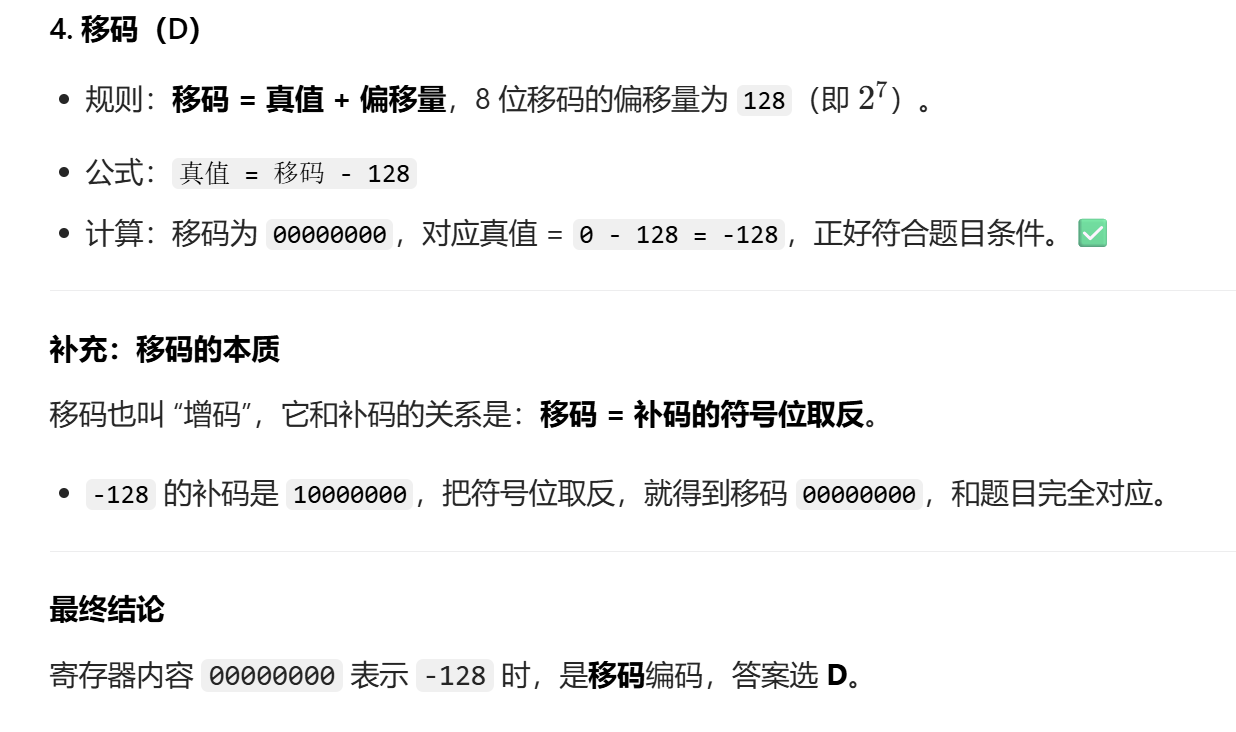 4. 移码（D）
• 规则：移码 = 真值 + 偏移量，8 位移码的偏移量为 128（即 2⁷）。
• 公式：真值 = 移码 - 128
• 计算：移码为 00000000，对应真值 = 0 - 128 = -128，正好符合题目条件。✅
补充：移码的本质
移码也叫 “增码”，它和补码的关系是：移码 = 补码的符号位取反。
• -128 的补码是 10000000，把符号位取反，就得到移码 00000000，和题目完全对应。
最终结论
寄存器内容 00000000 表示 -128 时，是移码编码，答案选 D。